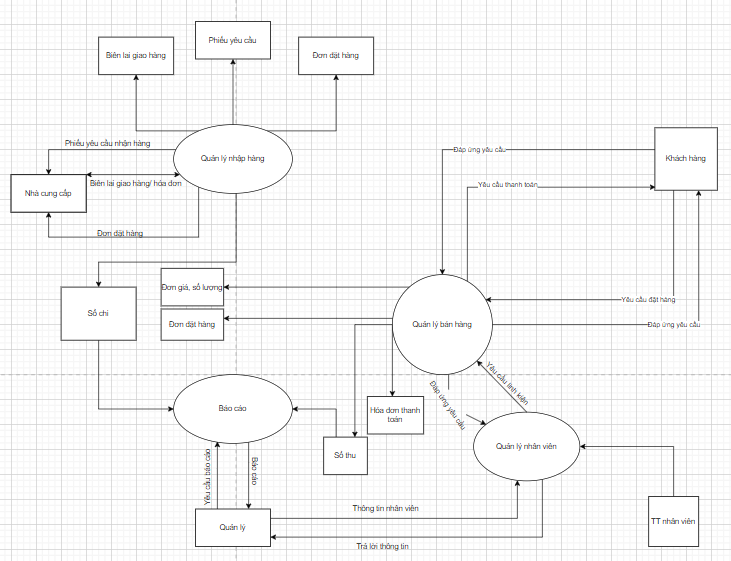 Phiếu yêu cầu
Biên lai giao hàng
Đơn đặt hàng
Phiếu yêu cầu nhận hàng
Quản lý nhập hàng
Đáp ứng yêu cầu
Khách hàng
Yêu cầu thanh toán
Biên lai giao hàng/ hóa đơn
Nhà cung cấp
Đơn đặt hàng
Đơn giá, số lượng
Yêu cầu đặt hàng
Sổ chi
Đơn đặt hàng
Quản lý bán hàng
Đáp ứng yêu cầu
Yêu cầu linh kiện
Đáp ứng yêu cầu
Báo cáo
Hóa đơn thanh
toán
Quản lý nhân viên
Sổ thu
Yêu cầu báo cáo
Báo cáo
Thông tin nhân viên
Quản lý
TT nhân viên
Trả lời thông tin